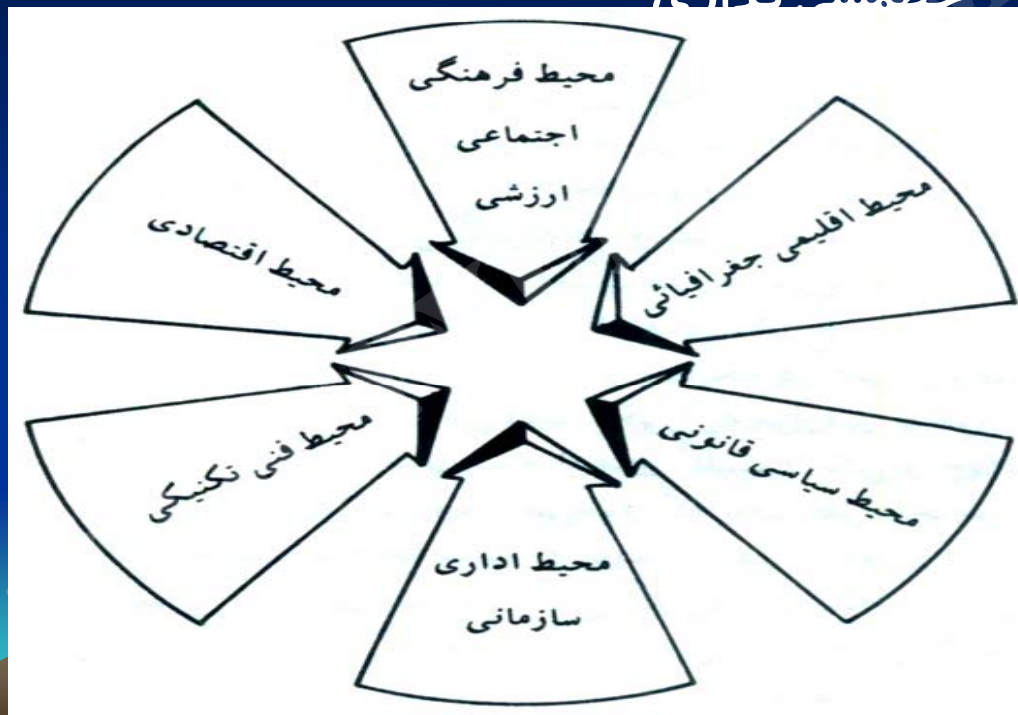 محیط فرهنگی
اجتماعی
ارزشی
محیط اقلیمی جغرافیائی
محیط اقتصادی
محیط سیاسی قانونی
محیط فنی تکنیکی
محیط اداری
سازمانی